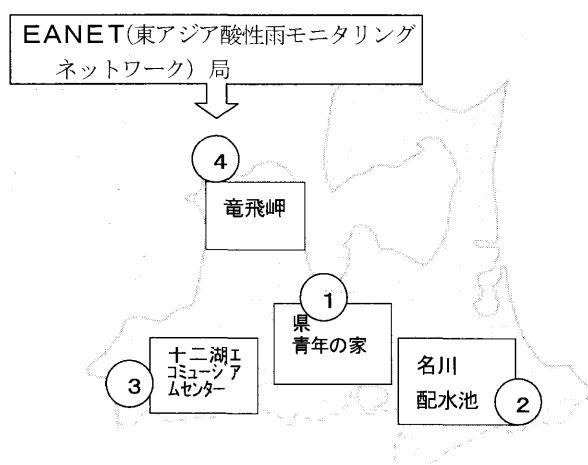 EANET(東アジア酸性雨モニタリング
ネットワーク）局
4
竜飛岬
1
県
青年の家
十二湖エ
コミュージア
ムセンター
3
名川
配水池
2